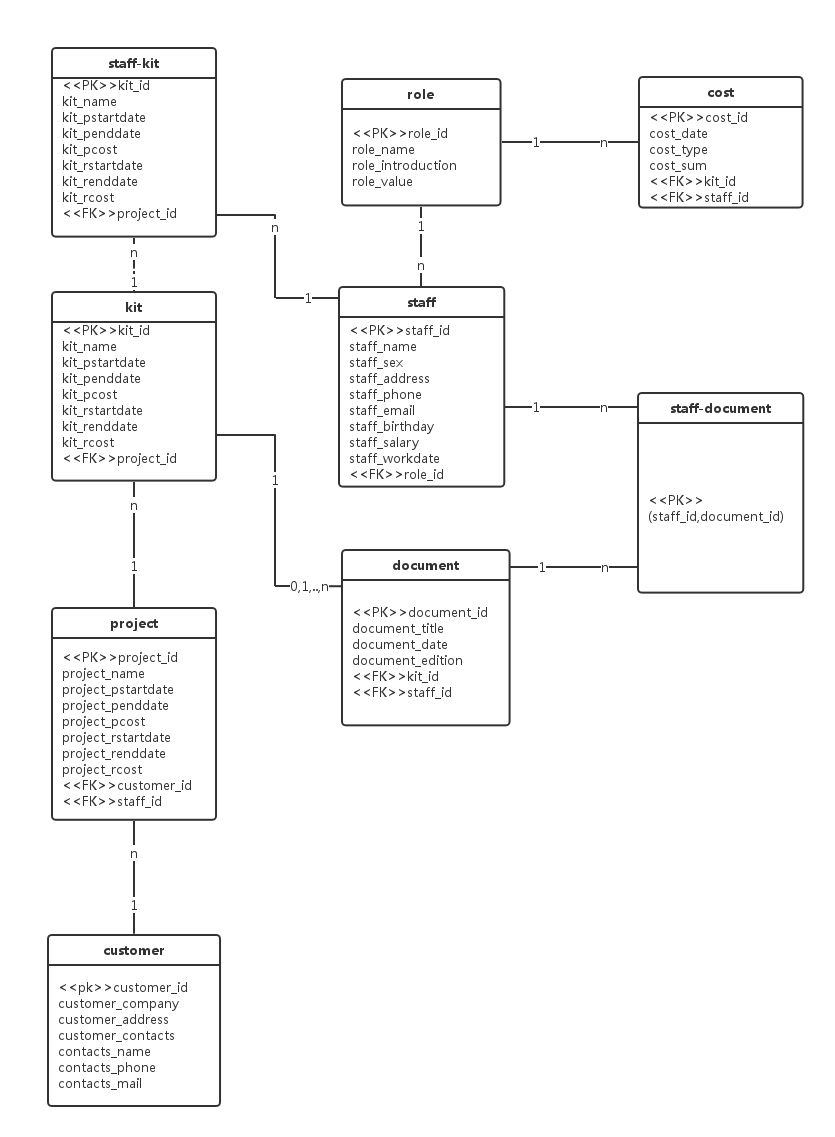 staff-kit
<<PK>>kit_id
kit_name
kit_pstartdate
kit_penddate
kit_pcost
kit_rstartdate
kit_renddate
kit_rcost
<<FK>>project_id
role
<<PK>>role_id
role_name
role_introduction
role_value
1
n
cost
<<PK>>cost_id
cost_date
cost_type
cost_sum
<<FK>>kit_id
<<FK>>staff_id
n
1
n
1
1
n
kit
<<PK>>kit_id
kit_name
kit_pstartdate
kit_penddate
kit_pcost
kit_rstartdate
kit_renddate
kit_rcost
<<FK>>project_id
staff
<<PK>>staff_id
staff_name
staff_sex
staff_address
staff_phone
staff_email
staff_birthday
staff_salary
staff_workdate
<<FK>>role_id
1
n
staff-document
<<PK>>
(staff_id,document_id)
1
0,1,..,n
n
1
document
<<PK>>document_id
document_title
document_date
document_edition
<<FK>>kit_id
<<FK>>staff_id
1
n
project
<<PK>>project_id
project_name
project_pstartdate
project_penddate
project_pcost
project_rstartdate
project_renddate
project_rcost
<<FK>>customer_id
<<FK>>staff_id
n
1
customer
<<pk>>customer_id
customer_company
customer_address
customer_contacts
contacts_name
contacts_phone
contacts_mail